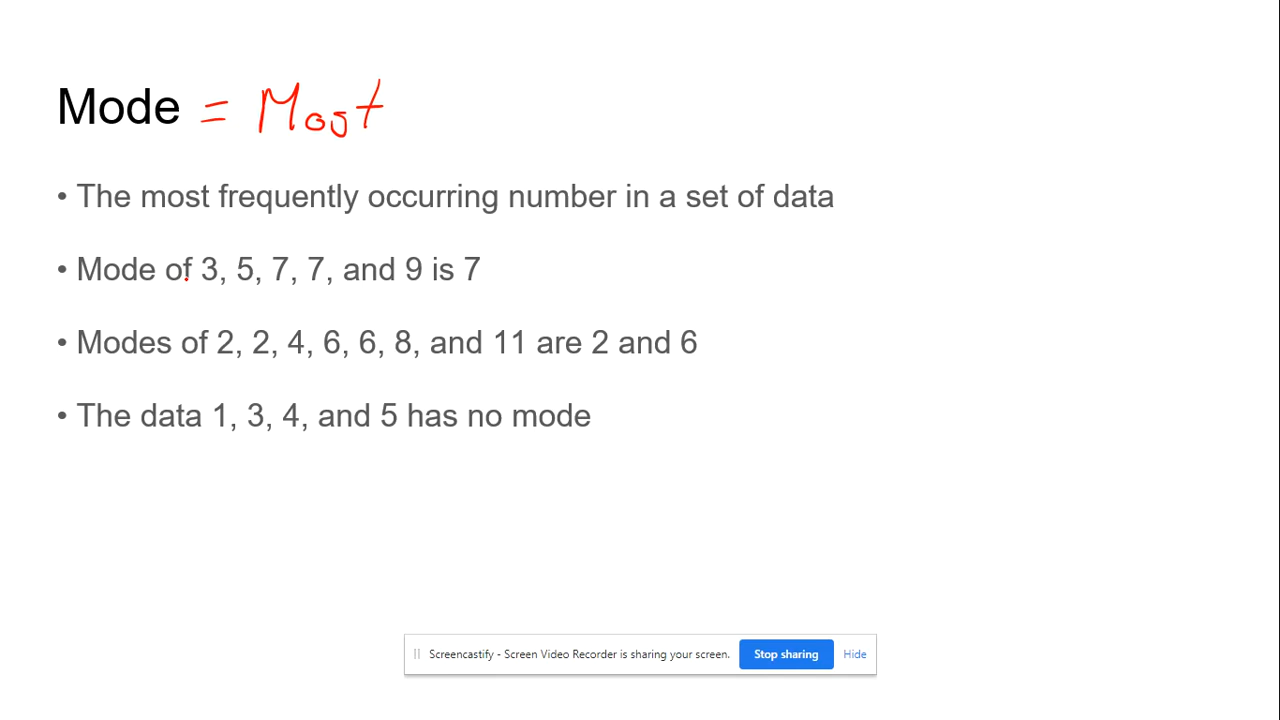 Mode = Most
• The most frequently occurring number in a set of data
• Mode of 3, 5, 7, 7, and 9 is 7
• Modes of 2, 2, 4, 6, 6, 8, and 11 are 2 and 6
• The data 1, 3, 4, and 5 has no mode
Screencastify - Screen Video Recorder is sharing your screen. Stop sharing Hide